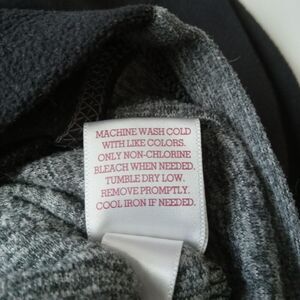 MACHINE WASH COLD
WITH LIKE COLORS.
ONLY NON-CHLORINE
BLEACH WHEN NEEDED.
TUMBLE DRY LOW.
REMOVE PROMPTLY.
COOL IRON IF NEEDED.